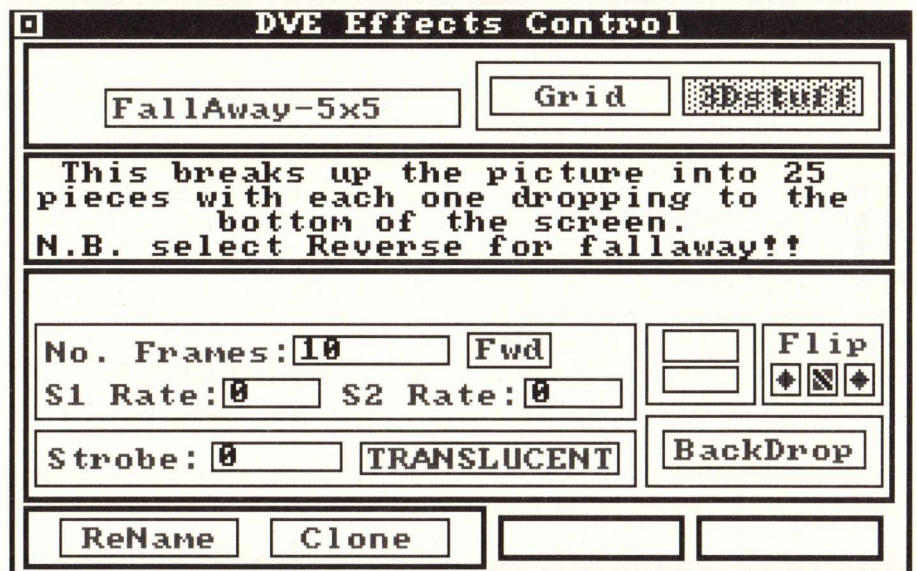 DVE Effects Control
FallAway-5x5
Grid
3Dstuff
This breaks up the picture into 25
pieces with each one dropping to the
bottom of the screen.
N.B. select Reverse for fallaway!!
No. Frames:10
Fwd
Flip
S1 Rate:0
S2 Rate:0
N
Strobe:0
TRANSLUCENT
BackDrop
ReName
Clone